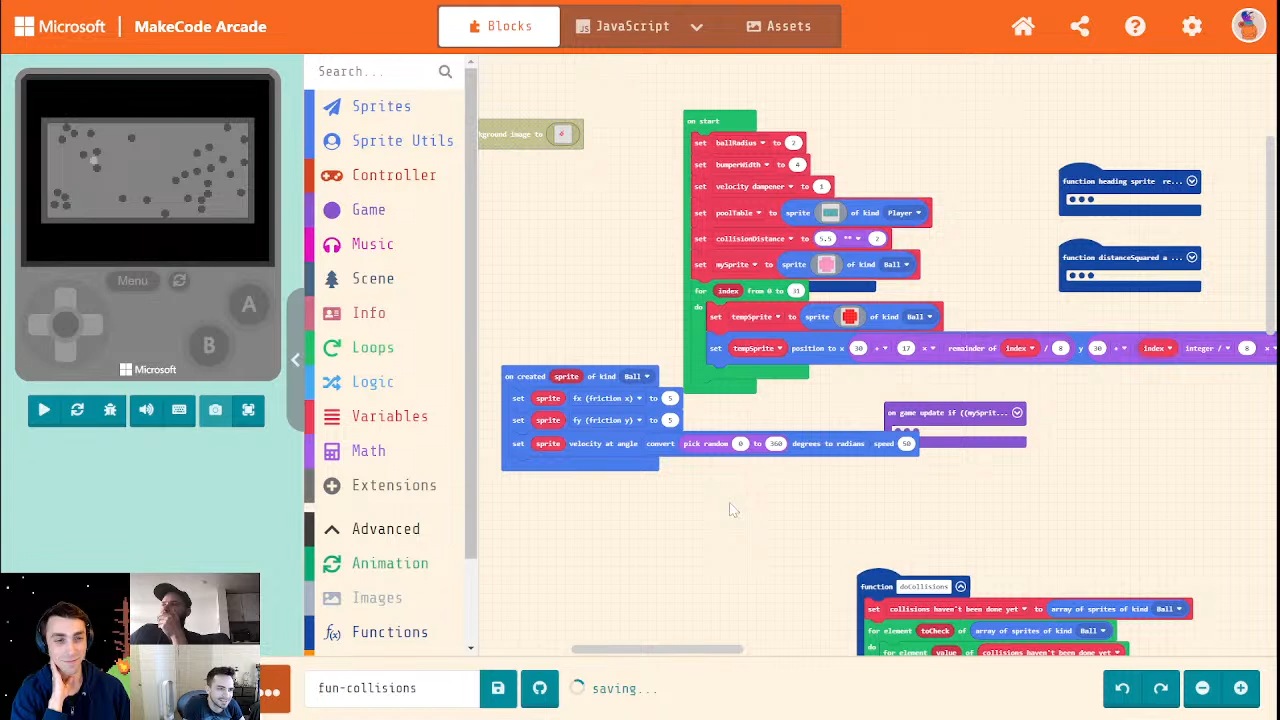 Microsoft MakeCode Arcade Blocks JavaScript Assets
Search...
Sprites
Sprite Utils
Controller
Game
Music
Scene
Info
Loops
Logic
Variables
Math
Extensions
Advanced
Animation
Images
Functions
Menu
A
B
Microsoft
kground image to
on start
set ballRadius to 2
set bumperWidth to 4
set velocity dampener to 1
set poolTable to sprite of kind Player
set collisionDistance to 5.5 ** 2
set mySprite to sprite of kind Ball
for index from 0 to 31
do
set tempSprite to sprite of kind Ball
set tempSprite position to x 30 + 17 × remainder of index / 8 y 30 + index integer / 8 ×
on created sprite of kind Ball
set sprite fx (friction x) to 5
set sprite fy (friction y) to 5
set sprite velocity at angle convert pick random 0 to 360 degrees to radians speed 50
function heading sprite re...
function distanceSquared a ...
on game update if ((mySprit...
function doCollisions
set collisions haven't been done yet to array of sprites of kind Ball
for element toCheck of array of sprites of kind Ball
do
for element value of collisions haven't been done yet
fun-collisions
saving...